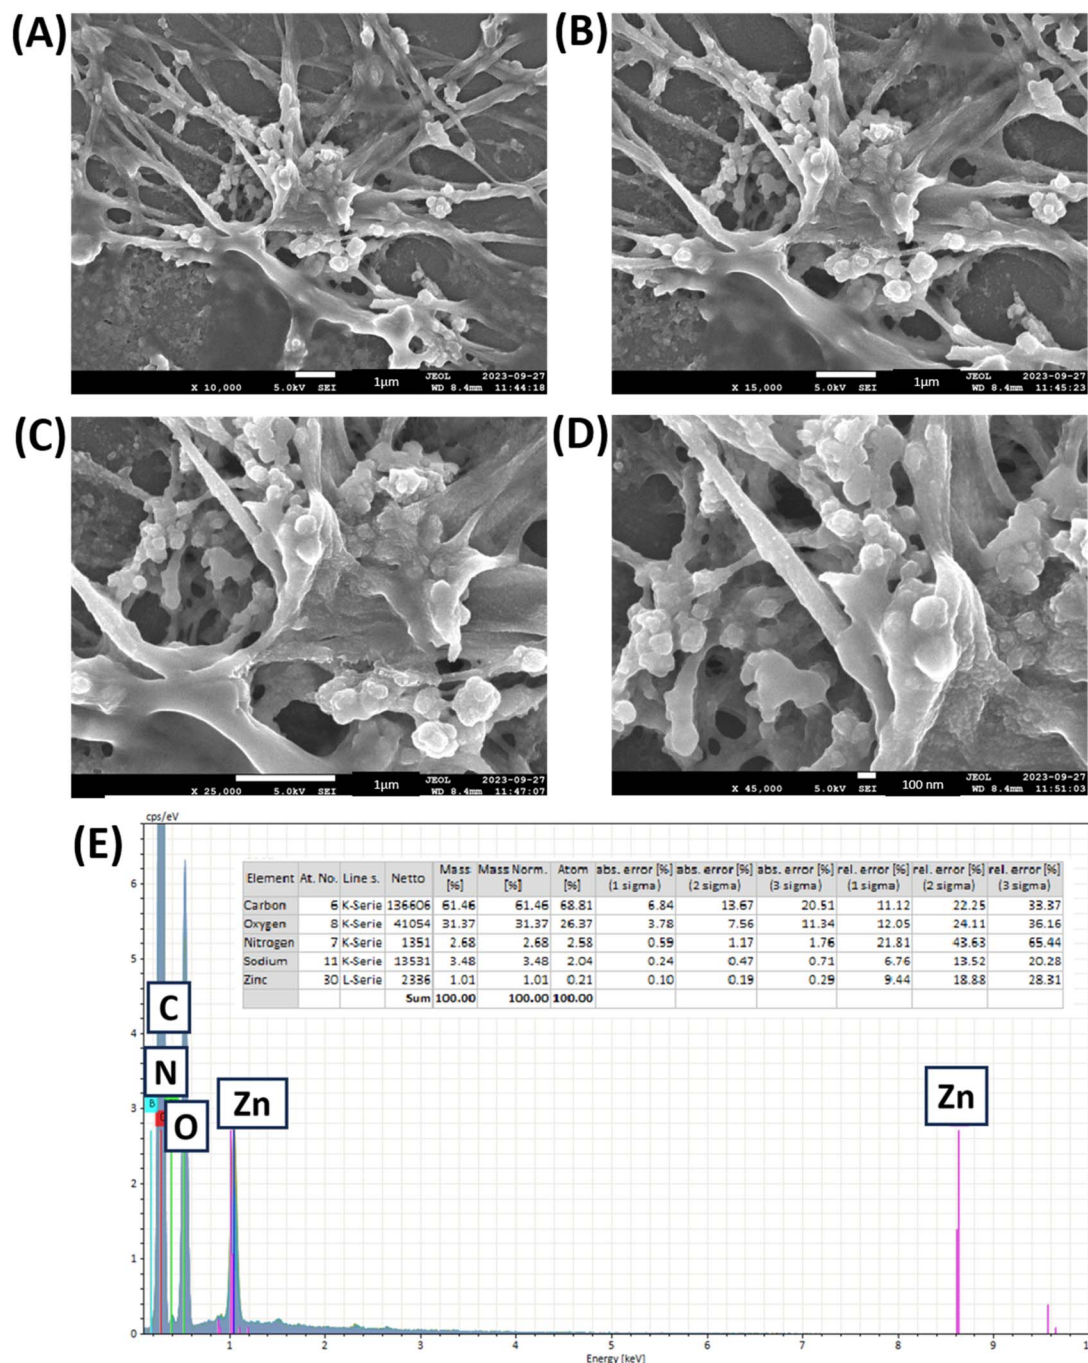 (A)
X 10,000 5.0kV SEI 1µm JEOL 2023-09-27
WD 8.4mm 11:44:18
(B)
X 15,000 5.0kV SEI 1µm JEOL 2023-09-27
WD 8.4mm 11:45:23
(C)
X 25,000 5.0kV SEI 1µm JEOL 2023-09-27
WD 8.4mm 11:47:07
(D)
X 45,000 5.0kV SEI 100 nm JEOL 2023-09-27
WD 8.4mm 11:51:03
(E)
cps/eV
Element At. No. Line s. Netto Mass [%] Mass Norm. [%] Atom [%] abs. error [%] (1 sigma) abs. error [%] (2 sigma) abs. error [%] (3 sigma) rel. error [%] (1 sigma) rel. error [%] (2 sigma) rel. error [%] (3 sigma)
Carbon 6 K-Serie 136606 61.46 61.46 68.81 6.84 13.67 20.51 11.12 22.25 33.37
Oxygen 8 K-Serie 41054 31.37 31.37 26.37 3.78 7.56 11.34 12.05 24.11 36.16
Nitrogen 7 K-Serie 1351 2.68 2.68 2.58 0.59 1.17 1.76 21.81 43.63 65.44
Sodium 11 K-Serie 13531 3.48 3.48 2.04 0.24 0.47 0.71 6.76 13.52 20.28
Zinc 30 L-Serie 2336 1.01 1.01 0.21 0.10 0.19 0.29 9.44 18.88 28.31
Sum 100.00 100.00 100.00
6
5
4
3
2
1
0
C
N
O
B
Zn
Zn
1 2 3 4 5 6 7 8 9
Energy [keV]